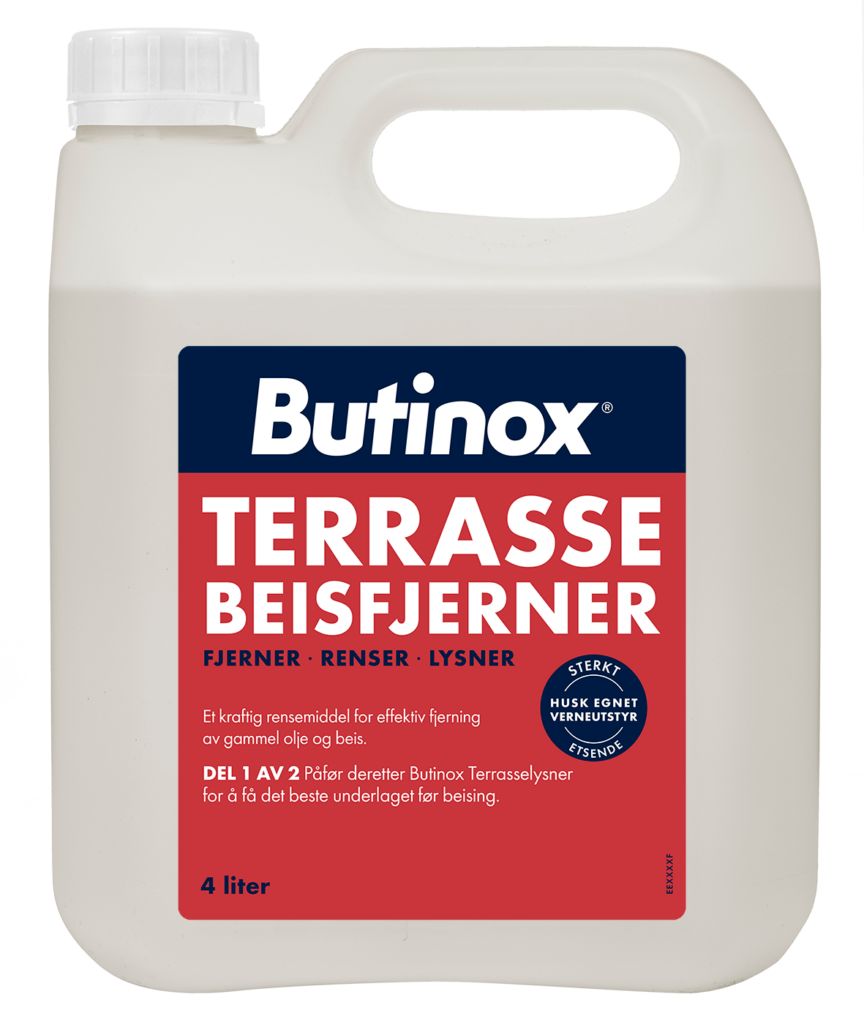 Butinox®
TERRASSE
BEISFJERNER
FJERNER · RENSER · LYSNER
STERKT
HUSK EGNET
VERNEUTSTYR
ETSENDE
Et kraftig rensemiddel for effektiv fjerning
av gammel olje og beis.
DEL 1 AV 2 Påfør deretter Butinox Terrasselysner
for å få det beste underlaget før beising.
4 liter
EEXXXXF